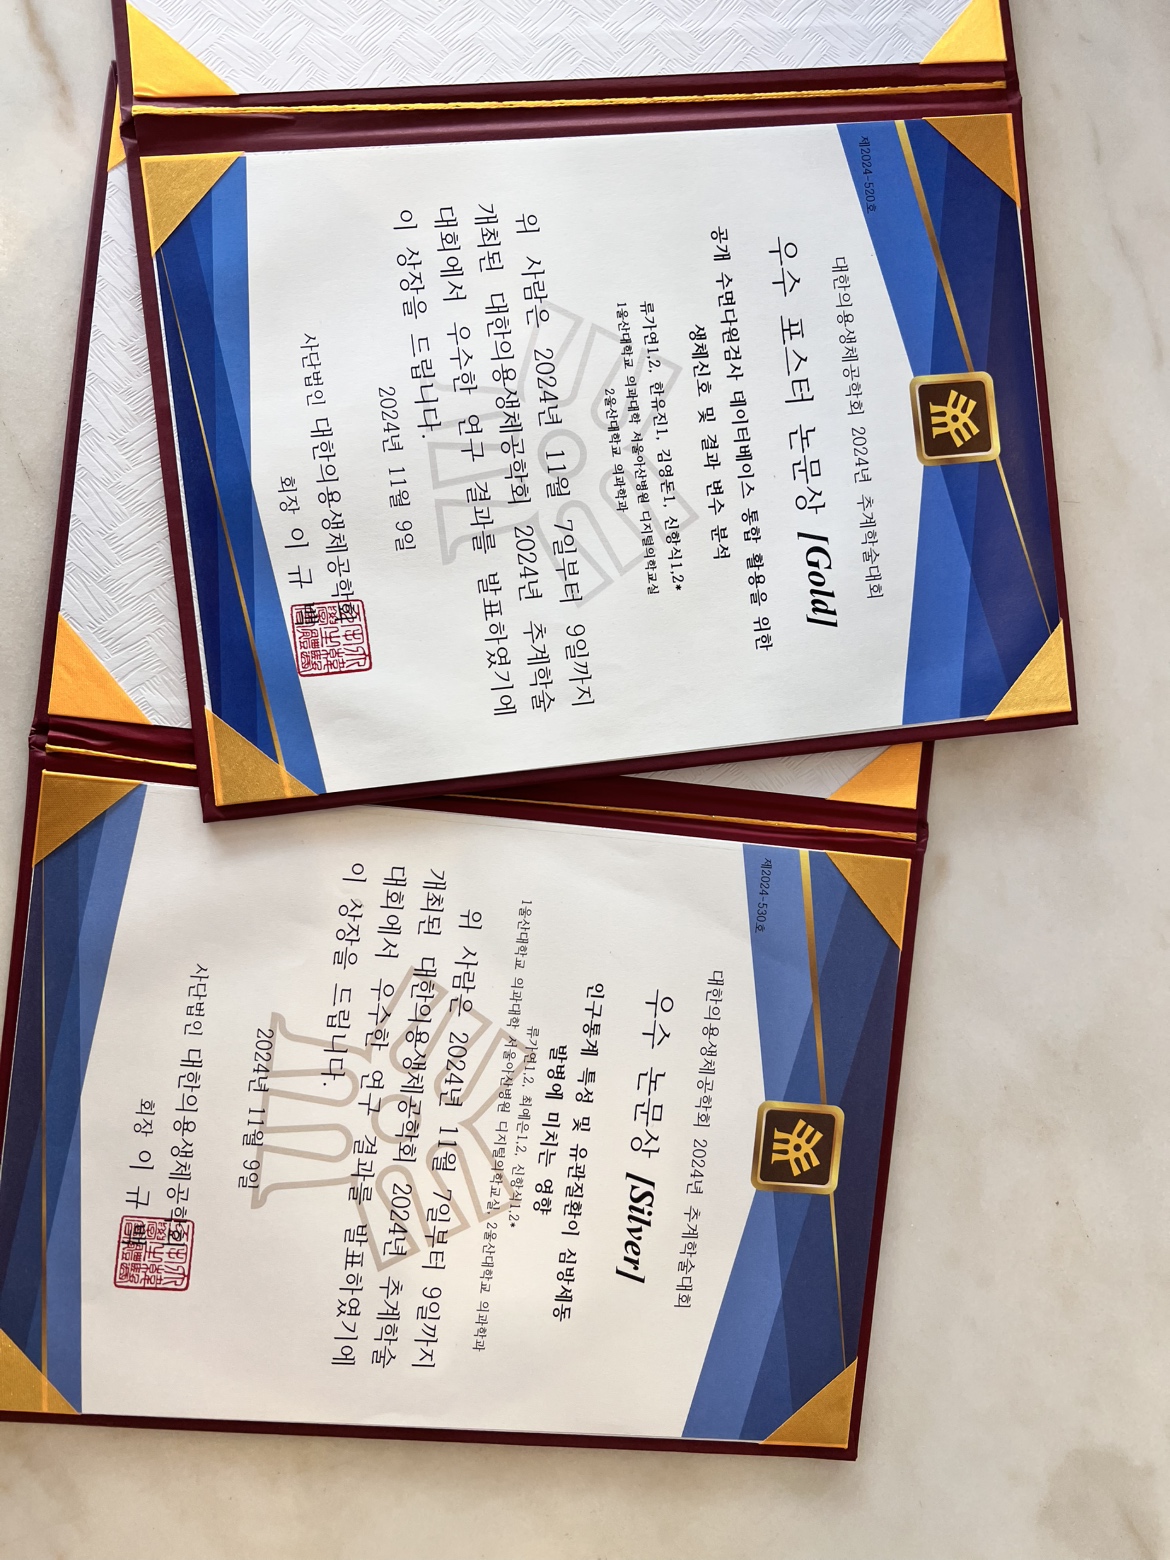 제2024-520호
대한의용생체공학회 2024년 추계학술대회
우수 포스터 논문상 [Gold]
공개 수면다원검사 데이터베이스 통합 활용을 위한
생체신호 및 결과 변수 분석
류가연1,2, 한유진1, 김영돈1, 신항식1,2*
1울산대학교 의과대학 서울아산병원 디지털의학교실
2울산대학교 의과학과
위 사람은 2024년 11월 7일부터 9일까지
개최된 대한의용생체공학회 2024년 추계학술
대회에서 우수한 연구 결과를 발표하였기에
이 상장을 드립니다.
2024년 11월 9일
사단법인 대한의용생체공학회
회장 이 규 백
제2024-530호
대한의용생체공학회 2024년 추계학술대회
우수 논문상 [Silver]
인구통계 특성 및 유관질환이 심방세동
발병에 미치는 영향
류가연1,2, 최예은1,2, 신항식1,2*
1울산대학교 의과대학 서울아산병원 디지털의학교실, 2울산대학교 의과학과
위 사람은 2024년 11월 7일부터 9일까지
개최된 대한의용생체공학회 2024년 추계학술
대회에서 우수한 연구 결과를 발표하였기에
이 상장을 드립니다.
2024년 11월 9일
사단법인 대한의용생체공학회
회장 이 규 백